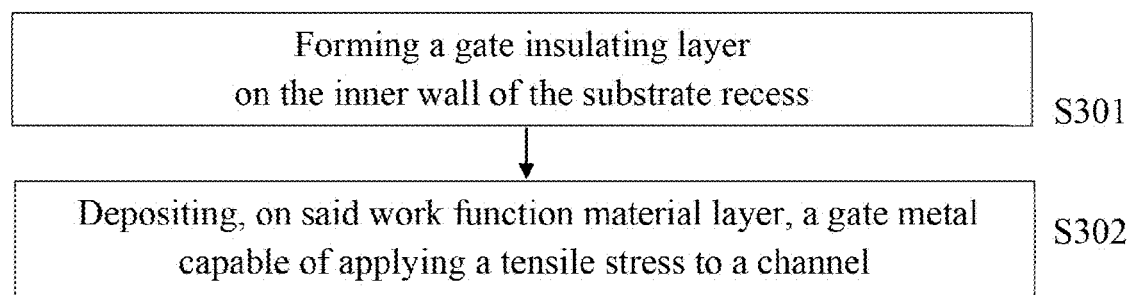 Forming a gate insulating layer
on the inner wall of the substrate recess
S301
Depositing, on said work function material layer, a gate metal
capable of applying a tensile stress to a channel
S302